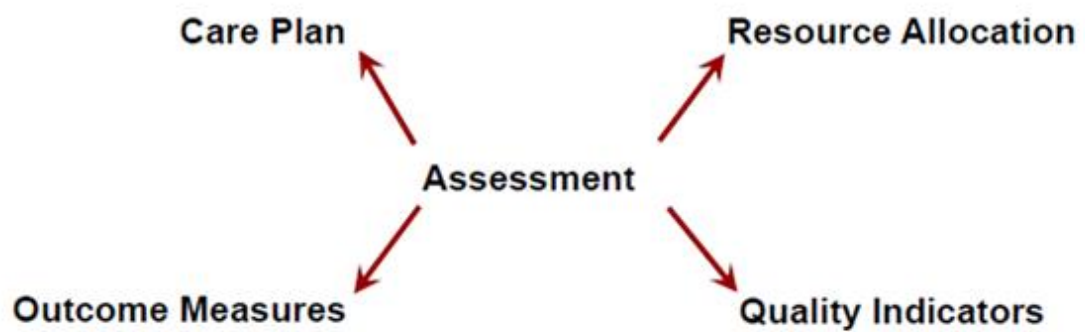 Care Plan
Resource Allocation
Assessment
Outcome Measures
Quality Indicators